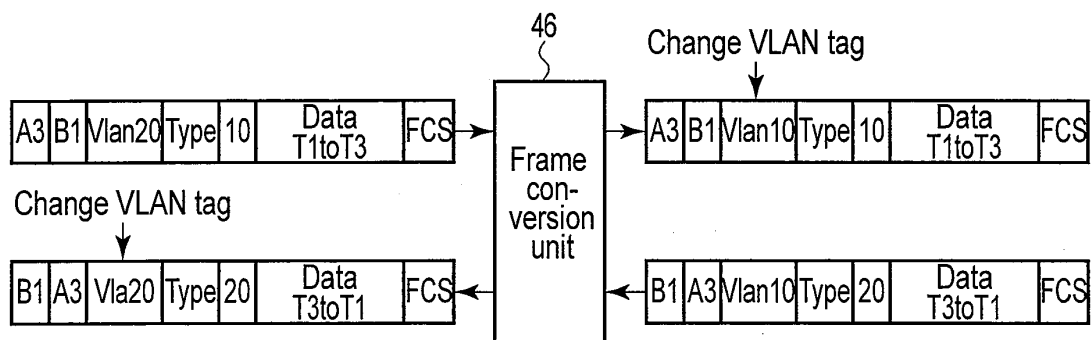 46
Change VLAN tag
A3 B1 Vlan20 Type 10 Data T1toT3 FCS
A3 B1 Vlan10 Type 10 Data T1toT3 FCS
Frame
con-
version
unit
Change VLAN tag
B1 A3 Vla20 Type 20 Data T3toT1 FCS
B1 A3 Vlan10 Type 20 Data T3toT1 FCS